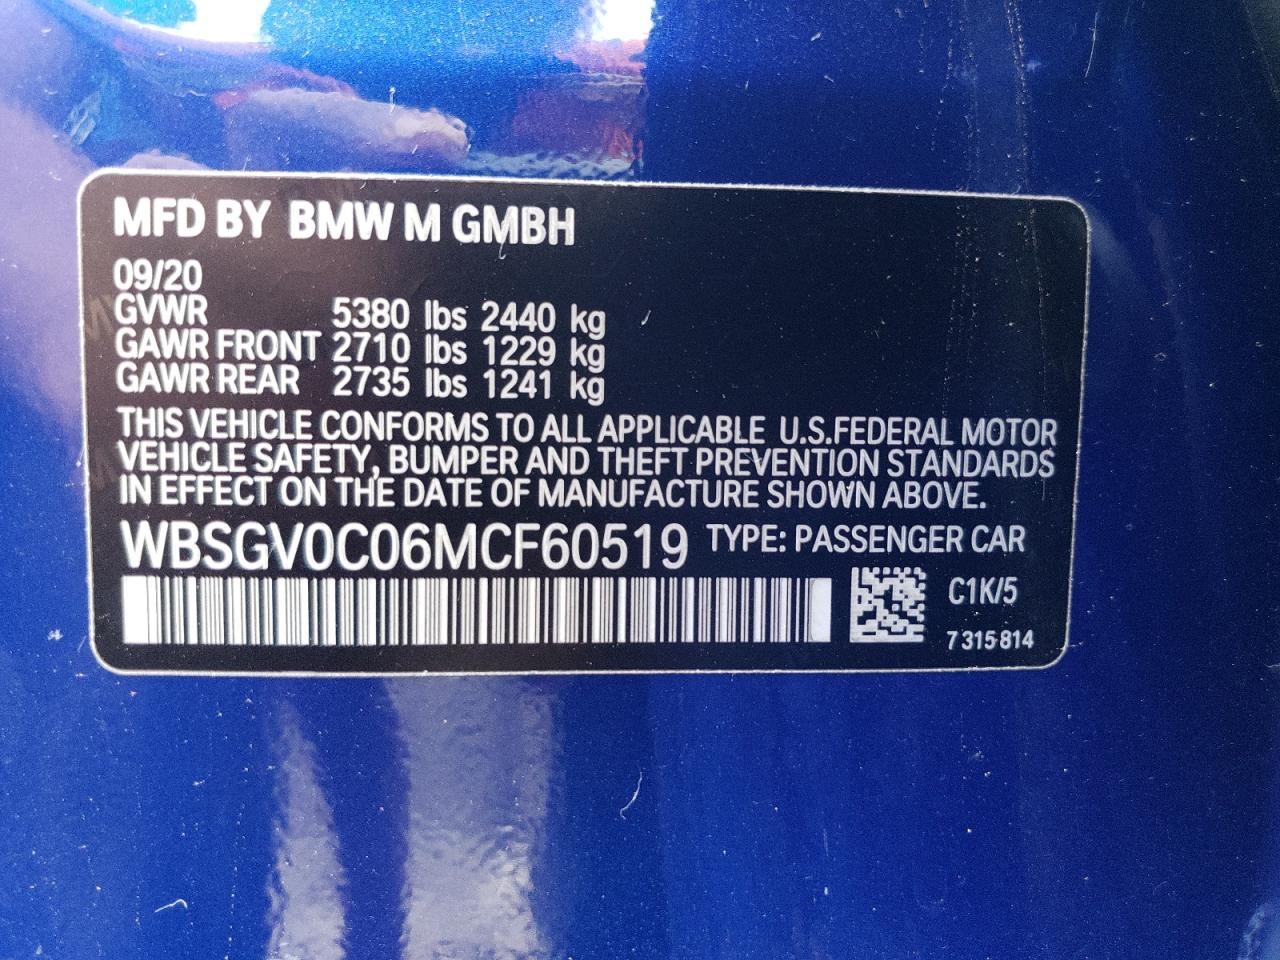 MFD BY BMW M GMBH
09/20
GVWR 5380 lbs 2440 kg
GAWR FRONT 2710 lbs 1229 kg
GAWR REAR 2735 lbs 1241 kg
THIS VEHICLE CONFORMS TO ALL APPLICABLE U.S.FEDERAL MOTOR
VEHICLE SAFETY, BUMPER AND THEFT PREVENTION STANDARDS
IN EFFECT ON THE DATE OF MANUFACTURE SHOWN ABOVE.
WBSGV0C06MCF60519 TYPE: PASSENGER CAR
C1K/5
7 315 814